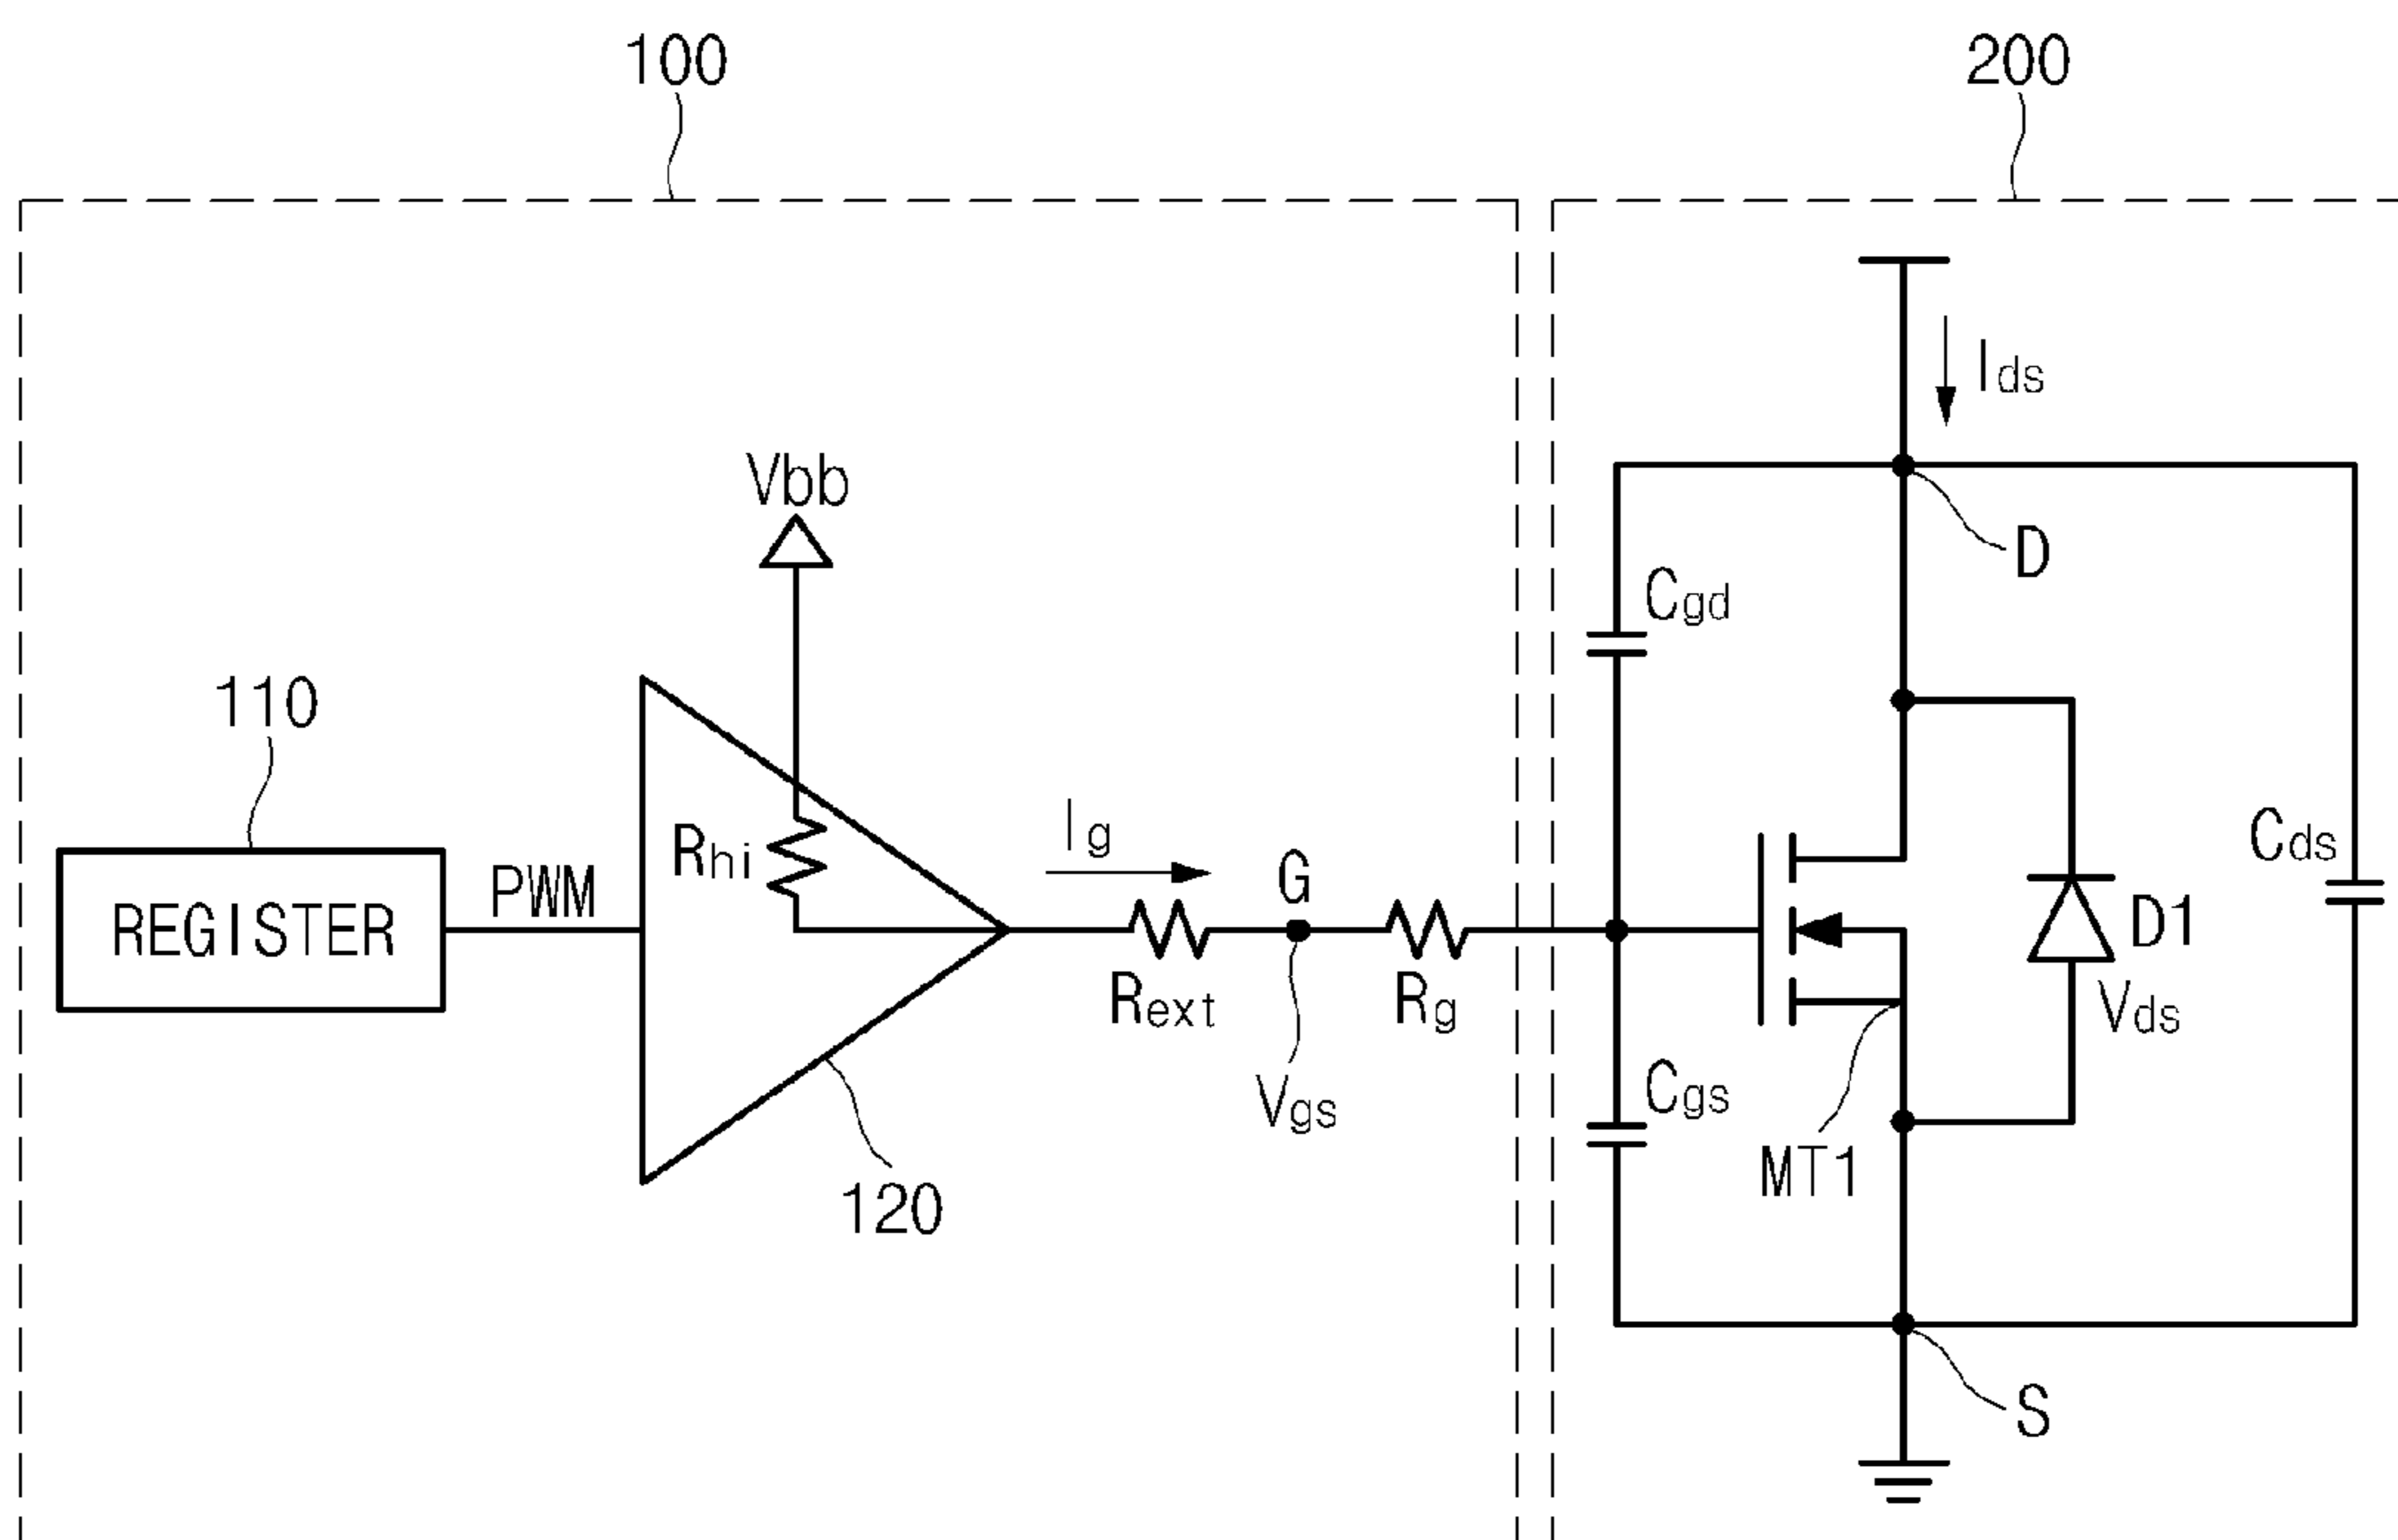 100
200
Ids
Vbb
D
Cgd
110
Rhi
Ig
G
Cds
PWM
REGISTER
D1
Rext
Rg
Vds
Vgs
Cgs
MT1
120
S